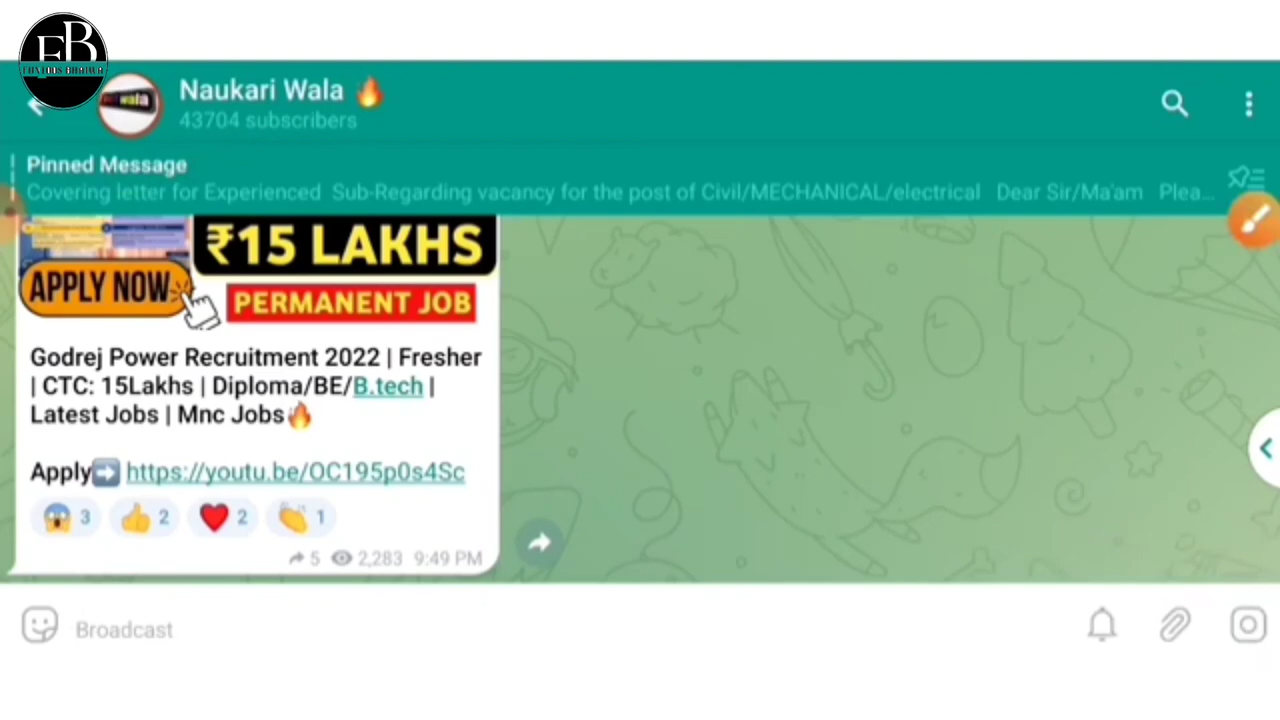 EB
Naukari Wala 🔥
43704 subscribers
Pinned Message
Covering letter for Experienced Sub-Regarding vacancy for the post of Civil/MECHANICAL/electrical Dear Sir/Ma'am Plea...
₹15 LAKHS
APPLY NOW
PERMANENT JOB
Godrej Power Recruitment 2022 | Fresher
| CTC: 15Lakhs | Diploma/BE/B.tech |
Latest Jobs | Mnc Jobs🔥
Apply➡️ https://youtu.be/OC195p0s4Sc
😱 3 👍 2 ❤️ 2 👏 1
5 2,283 9:49 PM
Broadcast